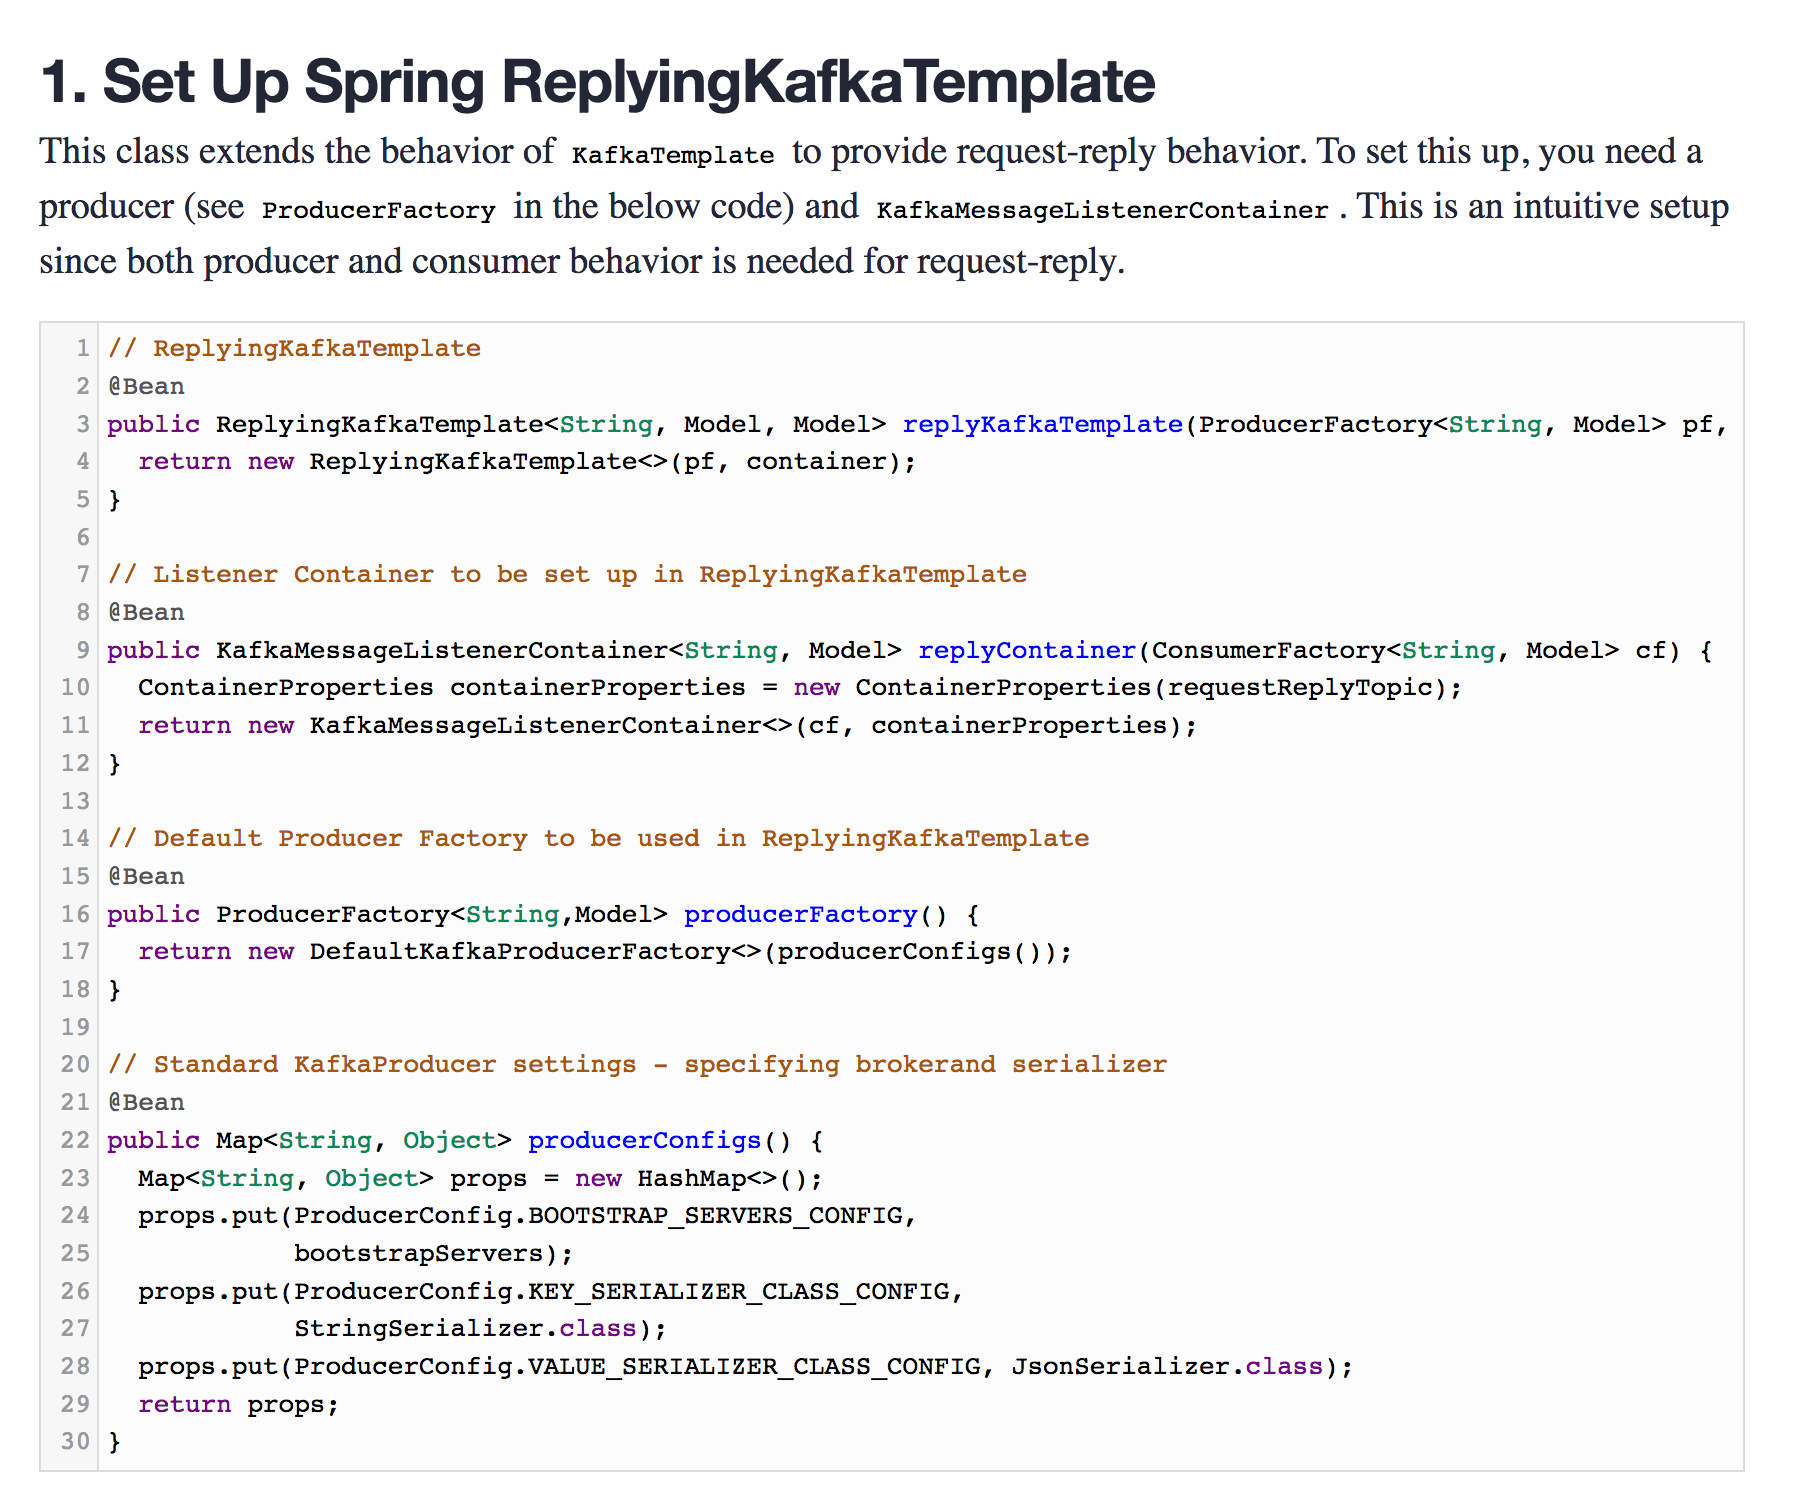 1. Set Up Spring ReplyingKafkaTemplate
This class extends the behavior of KafkaTemplate to provide request-reply behavior. To set this up, you need a
producer (see ProducerFactory in the below code) and KafkaMessageListenerContainer . This is an intuitive setup
since both producer and consumer behavior is needed for request-reply.
1 // ReplyingKafkaTemplate
2 @Bean
3 public ReplyingKafkaTemplate<String, Model, Model> replyKafkaTemplate(ProducerFactory<String, Model> pf,
4   return new ReplyingKafkaTemplate<>(pf, container);
5 }
6
7 // Listener Container to be set up in ReplyingKafkaTemplate
8 @Bean
9 public KafkaMessageListenerContainer<String, Model> replyContainer(ConsumerFactory<String, Model> cf) {
10   ContainerProperties containerProperties = new ContainerProperties(requestReplyTopic);
11   return new KafkaMessageListenerContainer<>(cf, containerProperties);
12 }
13
14 // Default Producer Factory to be used in ReplyingKafkaTemplate
15 @Bean
16 public ProducerFactory<String,Model> producerFactory() {
17   return new DefaultKafkaProducerFactory<>(producerConfigs());
18 }
19
20 // Standard KafkaProducer settings - specifying brokerand serializer
21 @Bean
22 public Map<String, Object> producerConfigs() {
23   Map<String, Object> props = new HashMap<>();
24   props.put(ProducerConfig.BOOTSTRAP_SERVERS_CONFIG,
25             bootstrapServers);
26   props.put(ProducerConfig.KEY_SERIALIZER_CLASS_CONFIG,
27             StringSerializer.class);
28   props.put(ProducerConfig.VALUE_SERIALIZER_CLASS_CONFIG, JsonSerializer.class);
29   return props;
30 }